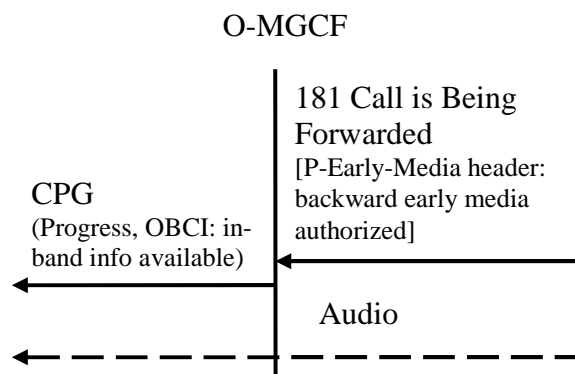 O-MGCF
181 Call is Being
Forwarded
[P-Early-Media header:
backward early media
authorized]
CPG
(Progress, OBCI: in-
band info available)
Audio